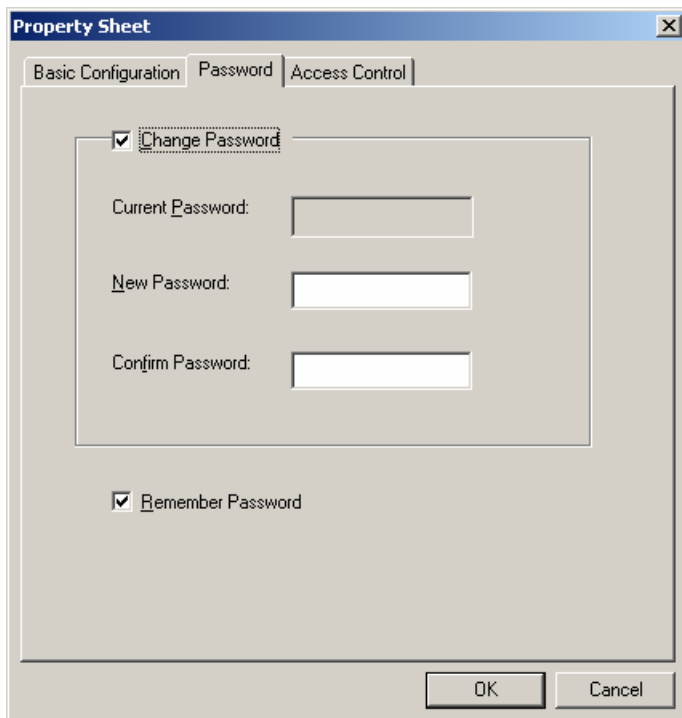 Property Sheet
Basic Configuration Password Access Control
Change Password
Current Password:
New Password:
Confirm Password:
Remember Password
OK Cancel